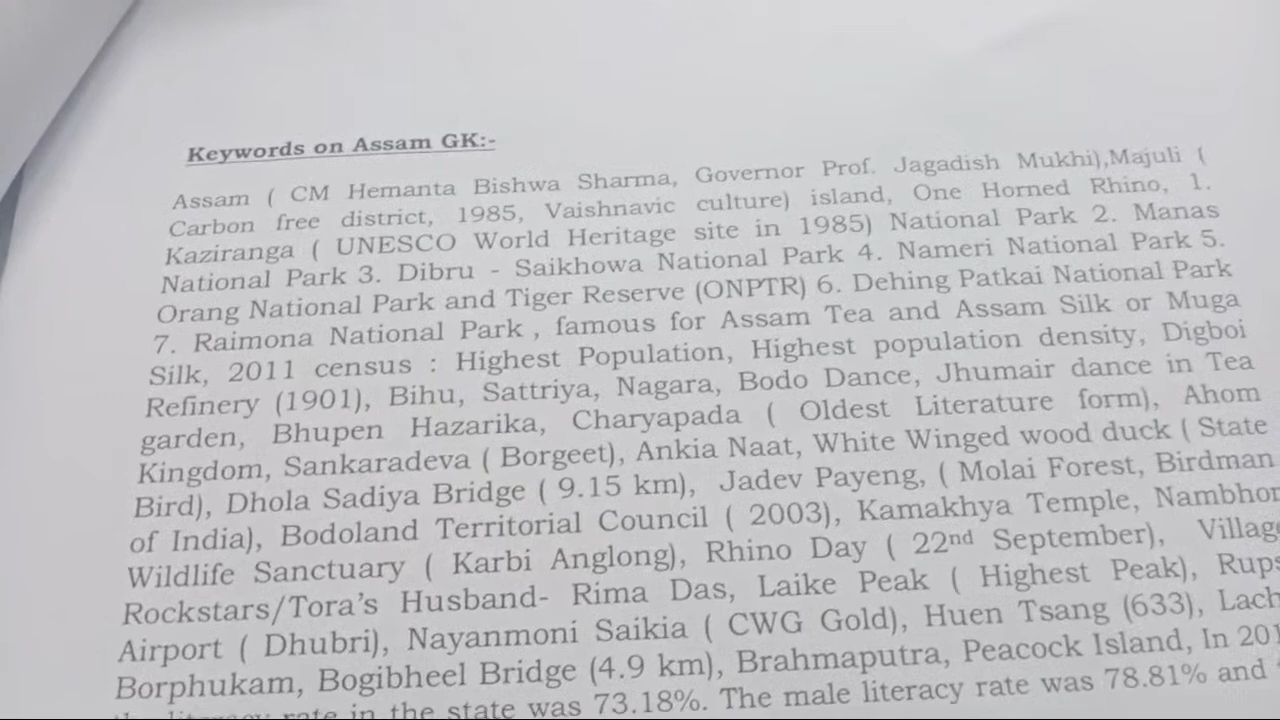 Keywords on Assam GK:-
Assam ( CM Hemanta Bishwa Sharma, Governor Prof. Jagadish Mukhi),Majuli (
Carbon free district, 1985, Vaishnavic culture) island, One Horned Rhino, 1.
Kaziranga ( UNESCO World Heritage site in 1985) National Park 2. Manas
National Park 3. Dibru - Saikhowa National Park 4. Nameri National Park 5.
Orang National Park and Tiger Reserve (ONPTR) 6. Dehing Patkai National Park
7. Raimona National Park , famous for Assam Tea and Assam Silk or Muga
Silk, 2011 census : Highest Population, Highest population density, Digboi
Refinery (1901), Bihu, Sattriya, Nagara, Bodo Dance, Jhumair dance in Tea
garden, Bhupen Hazarika, Charyapada ( Oldest Literature form), Ahom
Kingdom, Sankaradeva ( Borgeet), Ankia Naat, White Winged wood duck ( State
Bird), Dhola Sadiya Bridge ( 9.15 km), Jadev Payeng, ( Molai Forest, Birdman
of India), Bodoland Territorial Council ( 2003), Kamakhya Temple, Nambhor
Wildlife Sanctuary ( Karbi Anglong), Rhino Day ( 22nd September), Village
Rockstars/Tora's Husband- Rima Das, Laike Peak ( Highest Peak), Rups
Airport ( Dhubri), Nayanmoni Saikia ( CWG Gold), Huen Tsang (633), Lach
Borphukam, Bogibheel Bridge (4.9 km), Brahmaputra, Peacock Island, In 201
the literacy rate in the state was 73.18%. The male literacy rate was 78.81% and